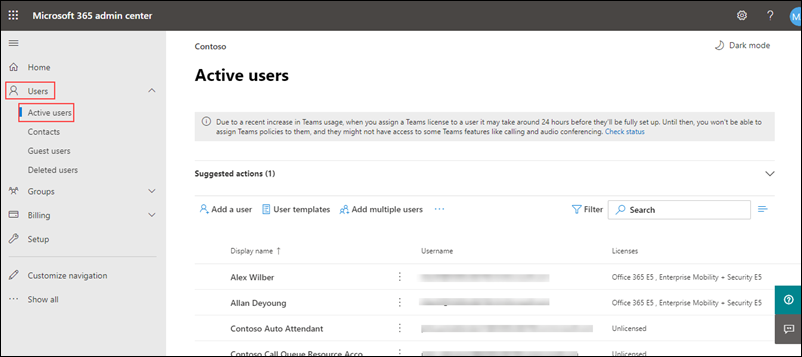 Microsoft 365 admin center
?
M
Home
Users
Active users
Contacts
Guest users
Deleted users
Groups
Billing
Setup
Customize navigation
Show all
Contoso
Dark mode
Active users
Due to a recent increase in Teams usage, when you assign a Teams license to a user it may take around 24 hours before they'll be fully set up. Until then, you won't be able to
assign Teams policies to them, and they might not have access to some Teams features like calling and audio conferencing. Check status
Suggested actions (1)
Add a user User templates Add multiple users Filter Search
Display name ↑ Username Licenses
Alex Wilber Office 365 E5 , Enterprise Mobility + Security E5
Allan Deyoung Office 365 E5 , Enterprise Mobility + Security E5
Contoso Auto Attendant Unlicensed
Contoso Call Queue Resource Acco Unlicensed